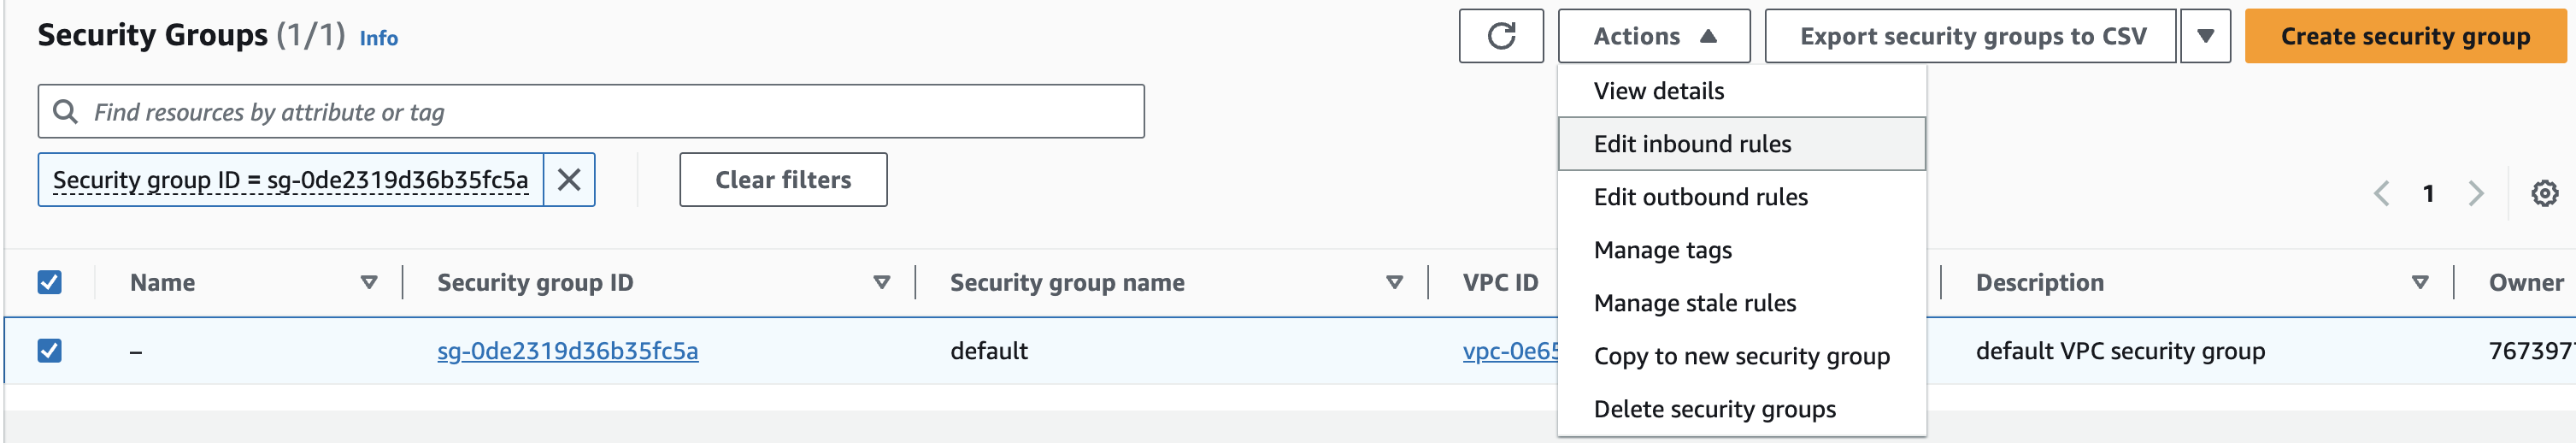 Security Groups (1/1) Info
Actions
Export security groups to CSV
Create security group
Find resources by attribute or tag
Security group ID = sg-0de2319d36b35fc5a
Clear filters
View details
Edit inbound rules
Edit outbound rules
Manage tags
Manage stale rules
Copy to new security group
Delete security groups
1
Name Security group ID Security group name VPC ID Description Owner
– sg-0de2319d36b35fc5a default vpc-0e65 default VPC security group 767397